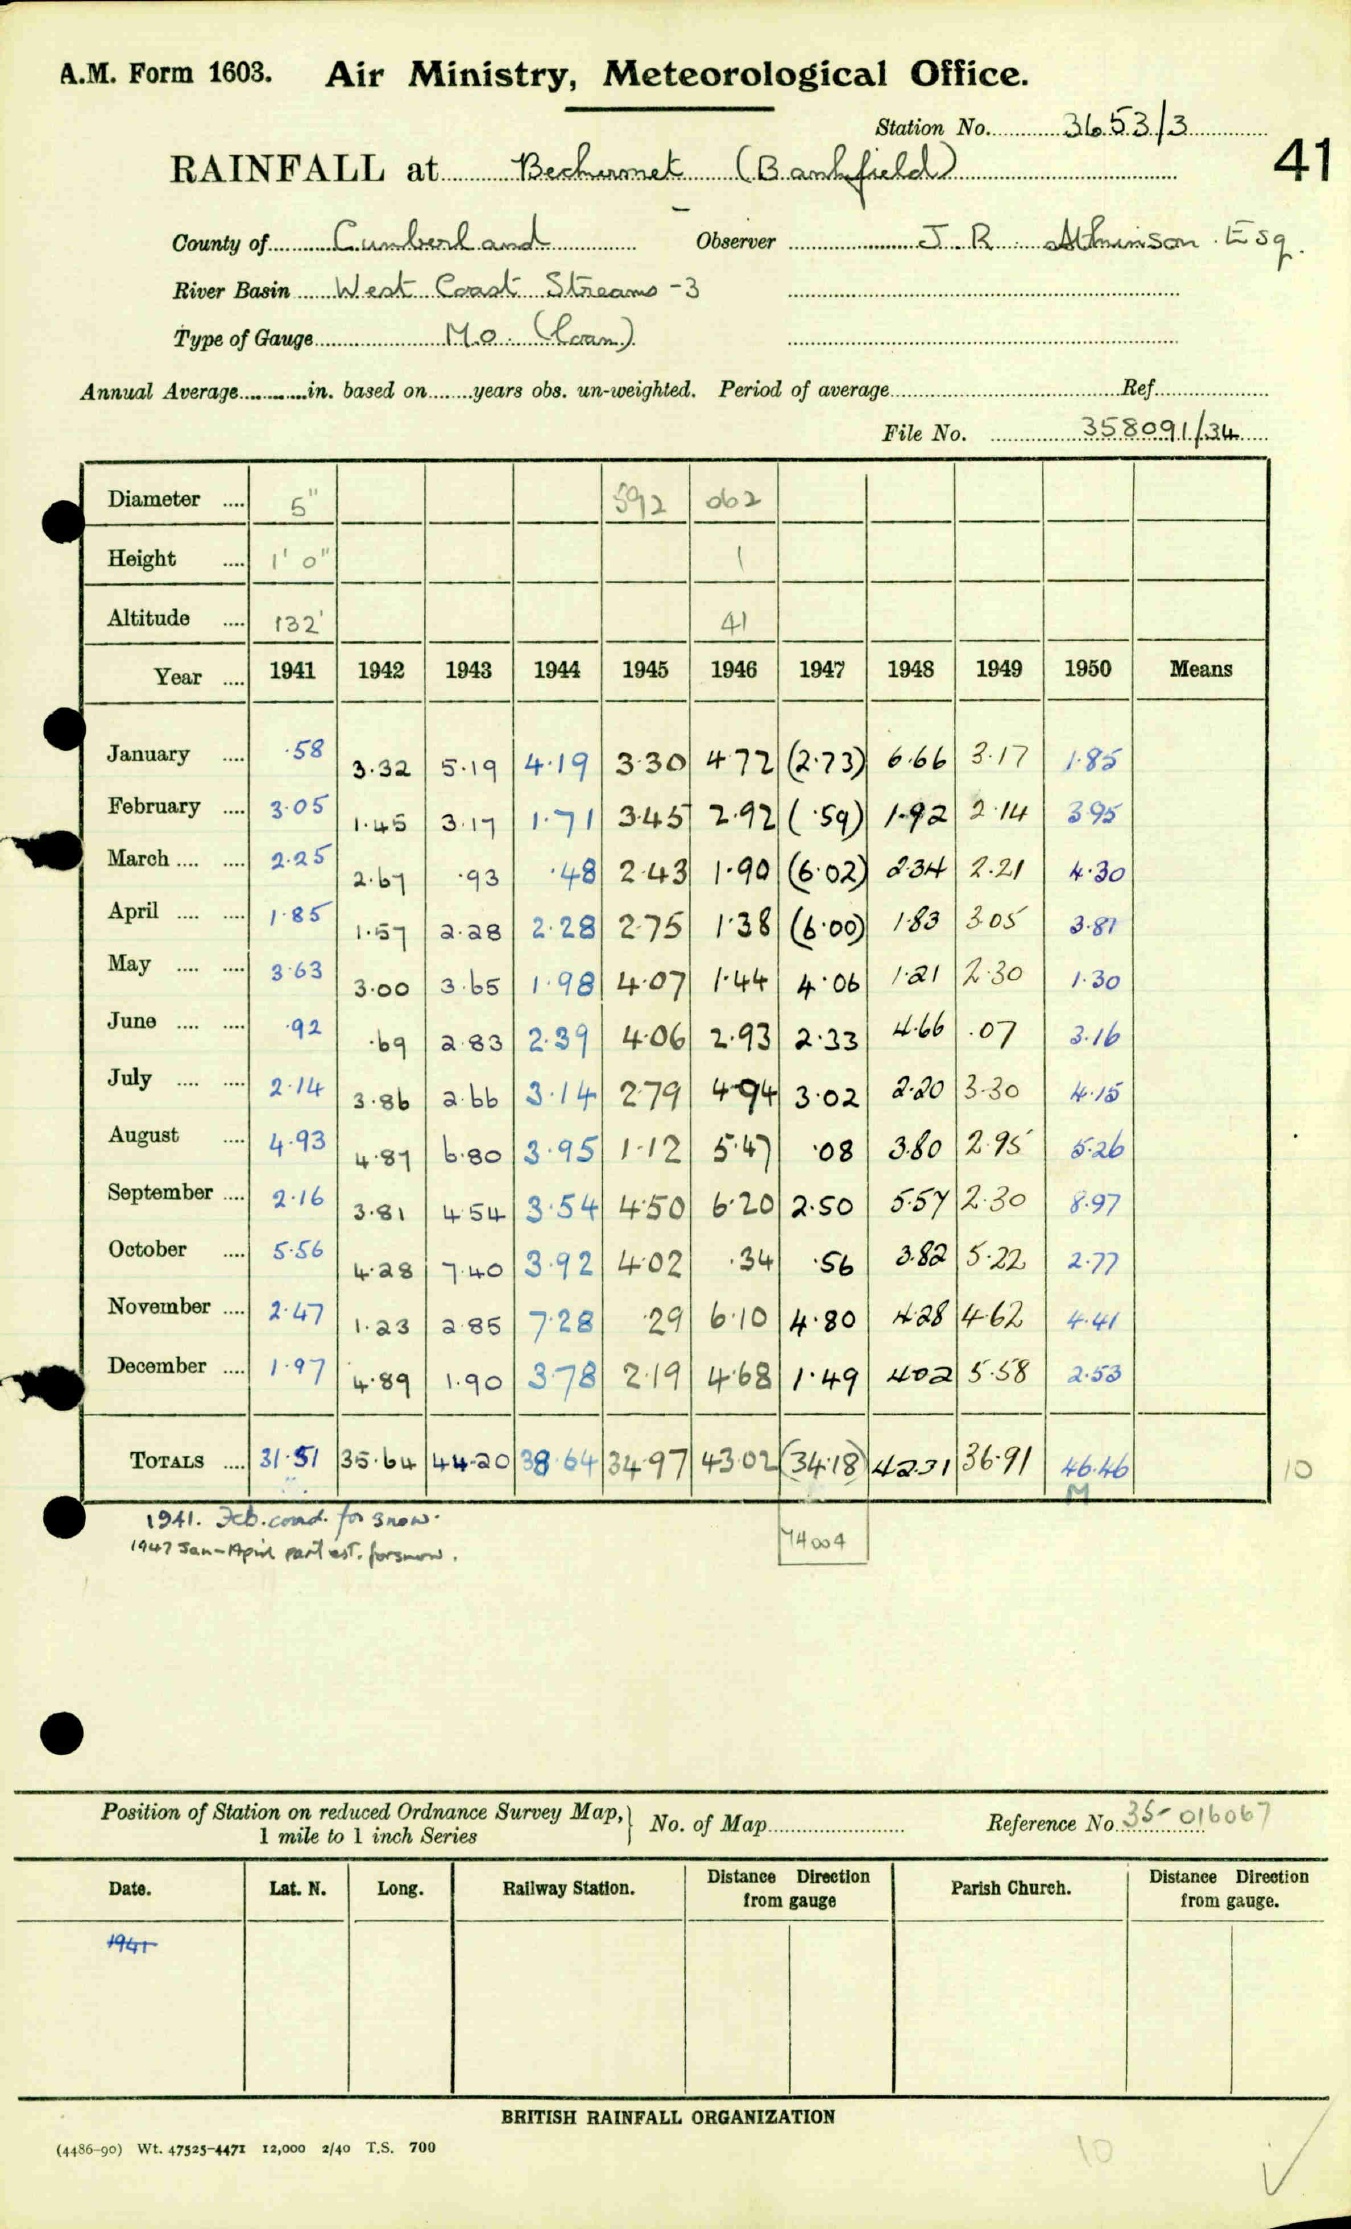 A.M. Form 1603. Air Ministry, Meteorological Office.
Station No. 3653/3
41
RAINFALL at Beckermet (Bankfield)
County of Cumberland Observer J. R. Atkinson Esq.
River Basin West Coast Streams -3
Type of Gauge M.O. (Loan)
Annual Average in. based on years obs. un-weighted. Period of average Ref
File No. 358091/34
Diameter .... 5" 592 062
Height .... 1' 0" 1
Altitude .... 132' 41
Year .... 1941 1942 1943 1944 1945 1946 1947 1948 1949 1950 Means
January .... ·58 3·32 5·19 4·19 3·30 4·72 (2·73) 6·66 3·17 1·85
February .... 3·05 1·45 3·17 1·71 3·45 2·92 (·59) 1·92 2·14 3·95
March .... .... 2·25 2·67 ·93 ·48 2·43 1·90 (6·02) 2·34 2·21 4·30
April .... .... 1·85 1·57 2·28 2·28 2·75 1·38 (6·00) 1·83 3·05 3·81
May .... .... 3·63 3·00 3·65 1·98 4·07 1·44 4·06 1·21 2·30 1·30
June .... .... ·92 ·69 2·83 2·39 4·06 2·93 2·33 4·66 ·07 3·16
July .... .... 2·14 3·86 2·66 3·14 2·79 4·94 3·02 2·20 3·30 4·15
August .... 4·93 4·87 6·80 3·95 1·12 5·47 ·08 3·80 2·95 5·26
September .... 2·16 3·81 4·54 3·54 4·50 6·20 2·50 5·57 2·30 8·97
October .... 5·56 4·28 7·40 3·92 4·02 ·34 ·56 3·82 5·22 2·77
November .... 2·47 1·23 2·85 7·28 ·29 6·10 4·80 4·28 4·62 4·41
December .... 1·97 4·89 1·90 3·78 2·19 4·68 1·49 4·02 5·58 2·53
TOTALS .... 31·51 35·64 44·20 38·64 34·97 43·02 (34·18) 42·31 36·91 46·46 10
M
1941. Feb. cond. for snow.
1947 Jan-April part est. for snow.
74004
Position of Station on reduced Ordnance Survey Map, 1 mile to 1 inch Series No. of Map Reference No. 35-016067
Date. Lat. N. Long. Railway Station. Distance Direction from gauge Parish Church. Distance Direction from gauge.
1941
BRITISH RAINFALL ORGANIZATION
(4486-90) Wt. 47525-4471 12,000 2/40 T.S. 700
10